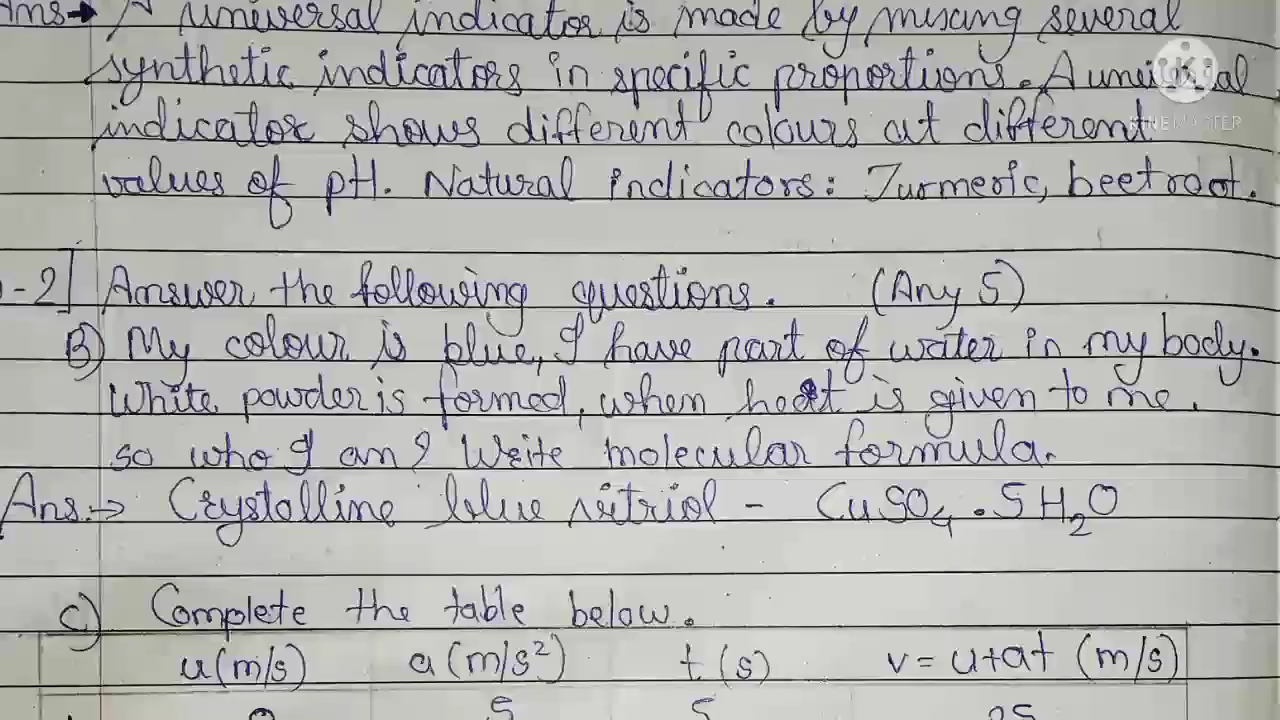 Ans→ A universal indicator is made by mixing several
synthetic indicators in specific proportions. A universal
indicator shows different colours at different
values of pH. Natural indicators: Turmeric, beetroot.
-2] Answer the following questions. (Any 5)
B) My colour is blue, I have part of water in my body.
White powder is formed, when heat is given to me.
so who I am? Write molecular formula.
Ans.→ Crystalline blue vitriol - CuSO₄.5H₂O
C) Complete the table below.
u(m/s) a(m/s²) t(s) v = u+at (m/s)
5 5 25